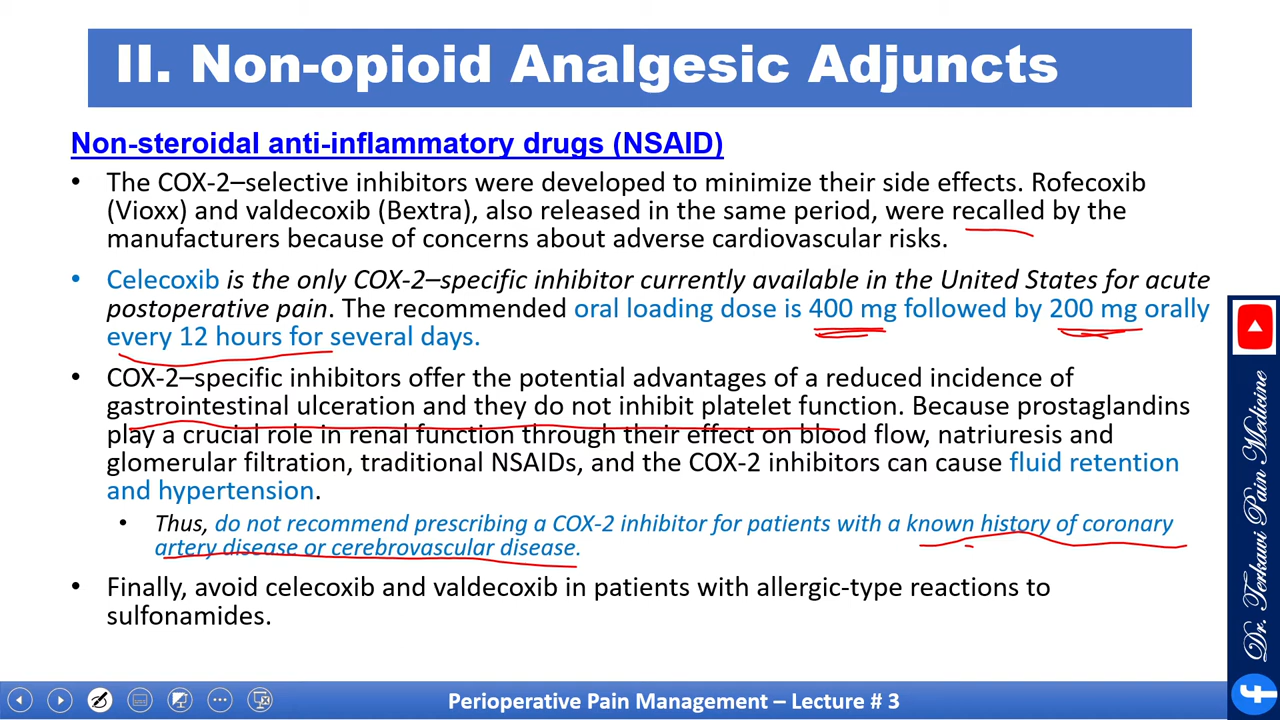 II. Non-opioid Analgesic Adjuncts
Non-steroidal anti-inflammatory drugs (NSAID)
• The COX-2–selective inhibitors were developed to minimize their side effects. Rofecoxib
(Vioxx) and valdecoxib (Bextra), also released in the same period, were recalled by the
manufacturers because of concerns about adverse cardiovascular risks.
• Celecoxib is the only COX-2–specific inhibitor currently available in the United States for acute
postoperative pain. The recommended oral loading dose is 400 mg followed by 200 mg orally
every 12 hours for several days.
• COX-2–specific inhibitors offer the potential advantages of a reduced incidence of
gastrointestinal ulceration and they do not inhibit platelet function. Because prostaglandins
play a crucial role in renal function through their effect on blood flow, natriuresis and
glomerular filtration, traditional NSAIDs, and the COX-2 inhibitors can cause fluid retention
and hypertension.
• Thus, do not recommend prescribing a COX-2 inhibitor for patients with a known history of coronary
artery disease or cerebrovascular disease.
• Finally, avoid celecoxib and valdecoxib in patients with allergic-type reactions to
sulfonamides.
Dr. Terkawi Pain Medicine
Perioperative Pain Management – Lecture # 3